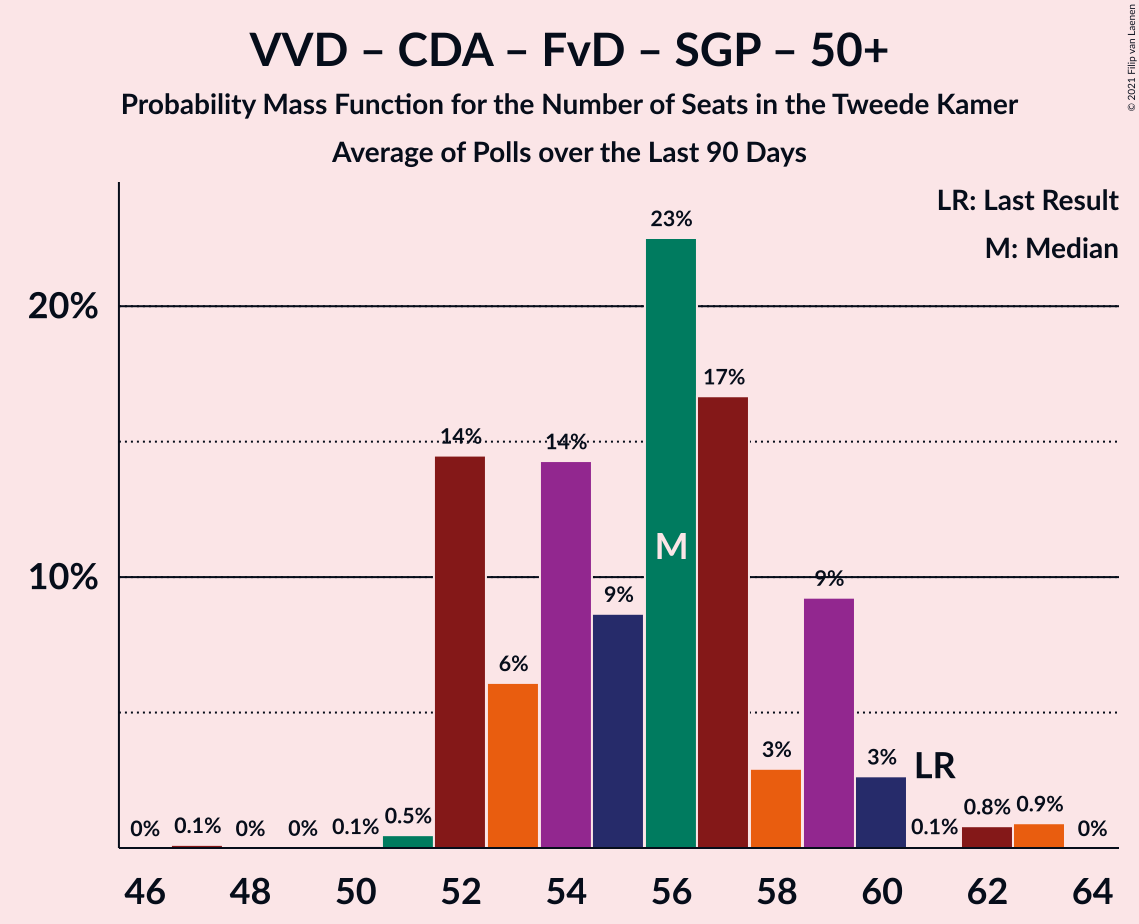 VVD – CDA – FvD – SGP – 50+
Probability Mass Function for the Number of Seats in the Tweede Kamer
Average of Polls over the Last 90 Days
© 2021 Filip van Laenen
LR: Last Result
M: Median
20%
10%
0%
0.1%
0%
0%
0.1%
0.5%
14%
6%
14%
9%
23%
17%
3%
9%
3%
0.1%
0.8%
0.9%
0%
M
LR
46 48 50 52 54 56 58 60 62 64